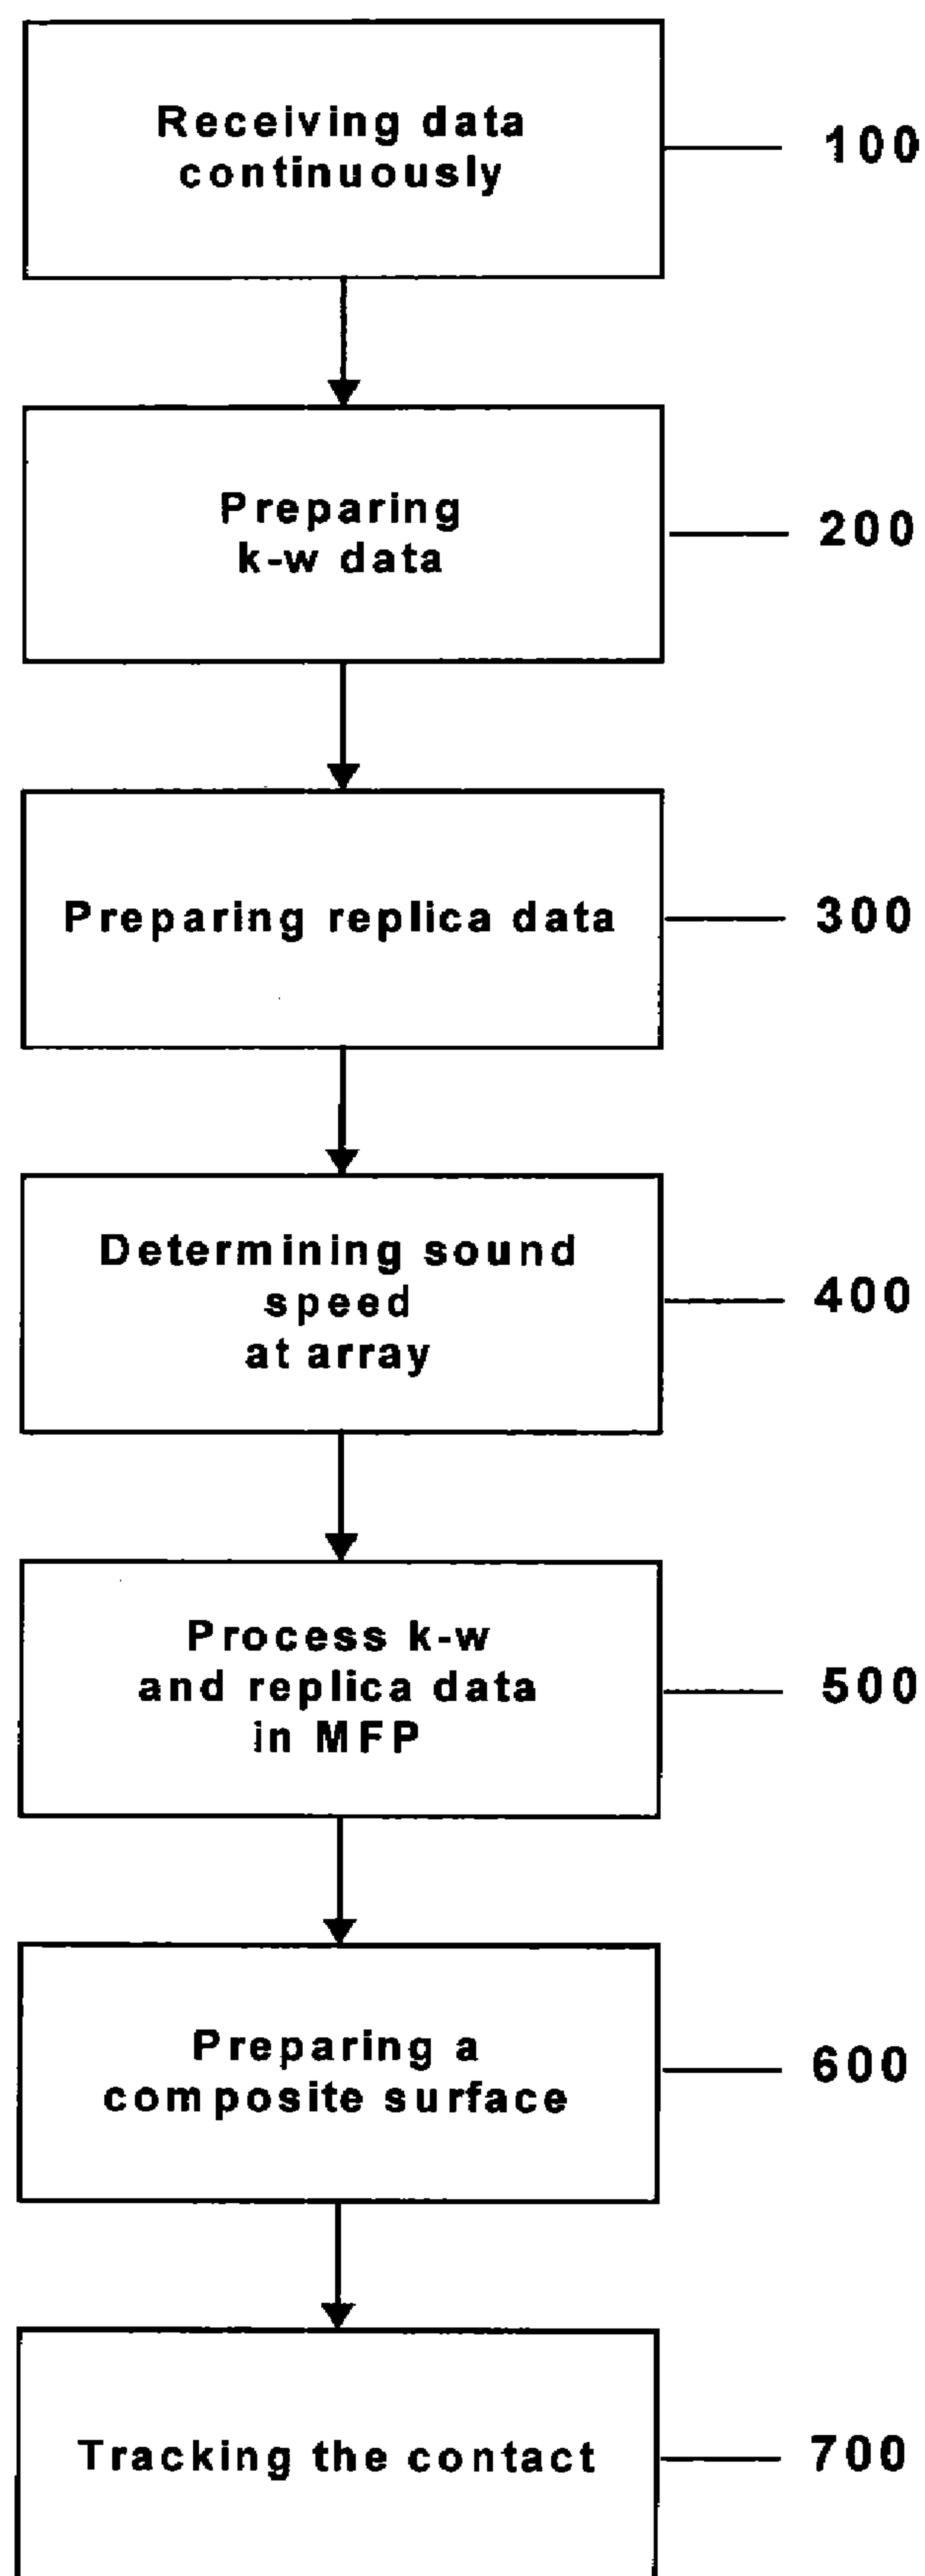 Receiving data
continuously
100
Preparing
k-w data
200
Preparing replica data
300
Determining sound
speed
at array
400
Process k-w
and replica data
in MFP
500
Preparing a
composite surface
600
Tracking the contact
700